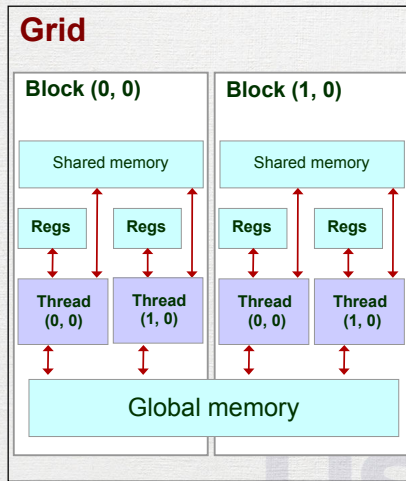 Grid
Block (0, 0)
Block (1, 0)
Shared memory
Shared memory
Regs
Regs
Regs
Regs
Thread
(0, 0)
Thread
(1, 0)
Thread
(0, 0)
Thread
(1, 0)
Global memory